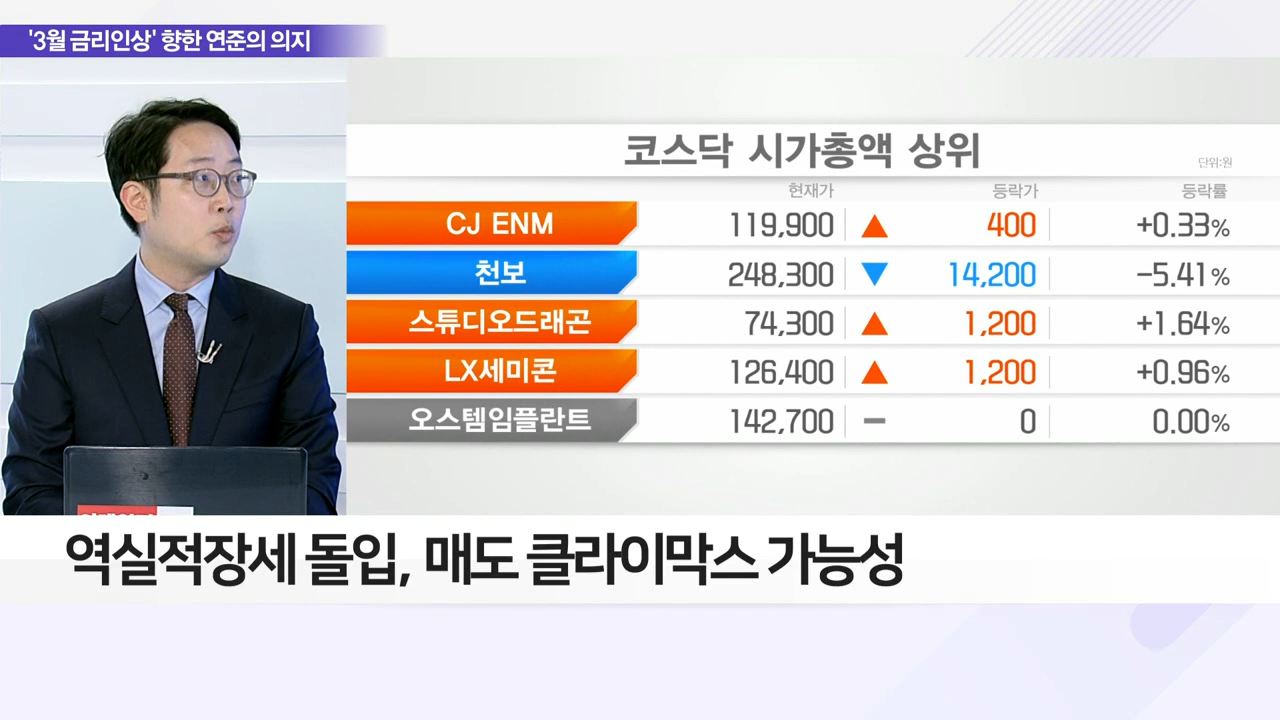 '3월 금리인상' 향한 연준의 의지
코스닥 시가총액 상위
단위:원
현재가 등락가 등락률
CJ ENM 119,900 ▲ 400 +0.33%
천보 248,300 ▼ 14,200 -5.41%
스튜디오드래곤 74,300 ▲ 1,200 +1.64%
LX세미콘 126,400 ▲ 1,200 +0.96%
오스템임플란트 142,700 - 0 0.00%
역실적장세 돌입, 매도 클라이막스 가능성